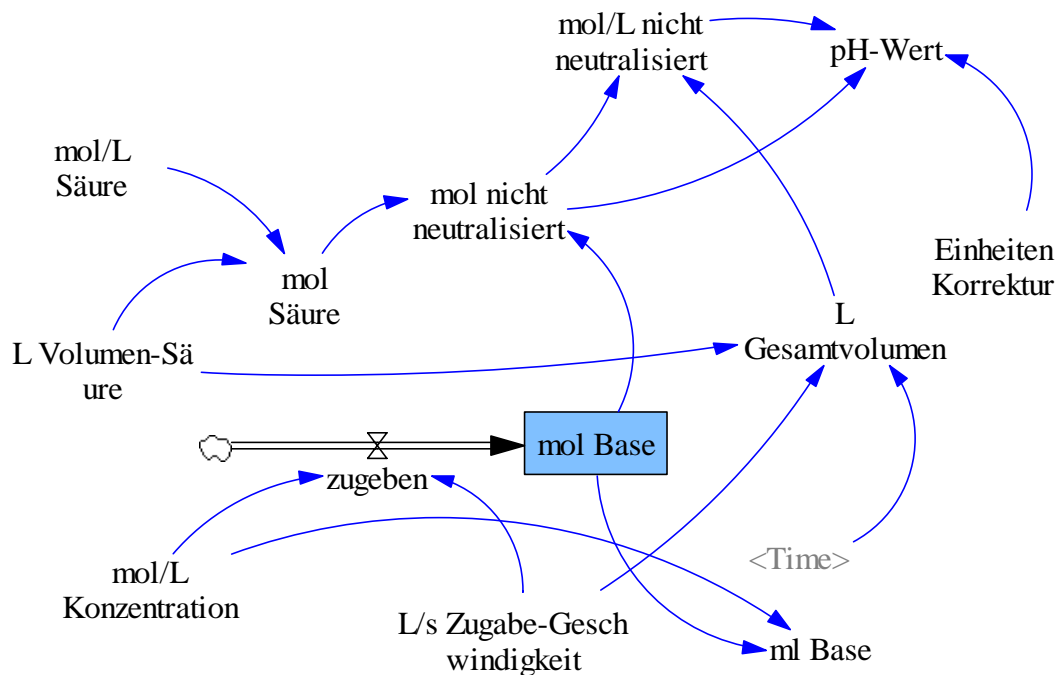 mol/L nicht
neutralisiert
pH-Wert
mol/L
Säure
mol nicht
neutralisiert
mol
Säure
Einheiten
Korrektur
L Volumen-Sä
ure
L
Gesamtvolumen
mol Base
zugeben
mol/L
Konzentration
<Time>
L/s Zugabe-Gesch
windigkeit
ml Base